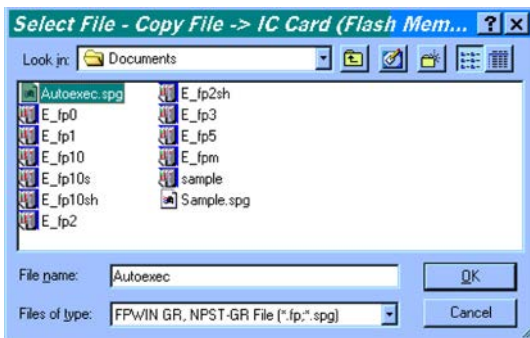 Select File - Copy File -> IC Card (Flash Mem...
Look in: Documents
Autoexec.spg
E_fp0
E_fp1
E_fp10
E_fp10s
E_fp10sh
E_fp2
E_fp2sh
E_fp3
E_fp5
E_fpm
sample
Sample.spg
File name: Autoexec OK
Files of type: FPWIN GR, NPST-GR File (*.fp;*.spg) Cancel